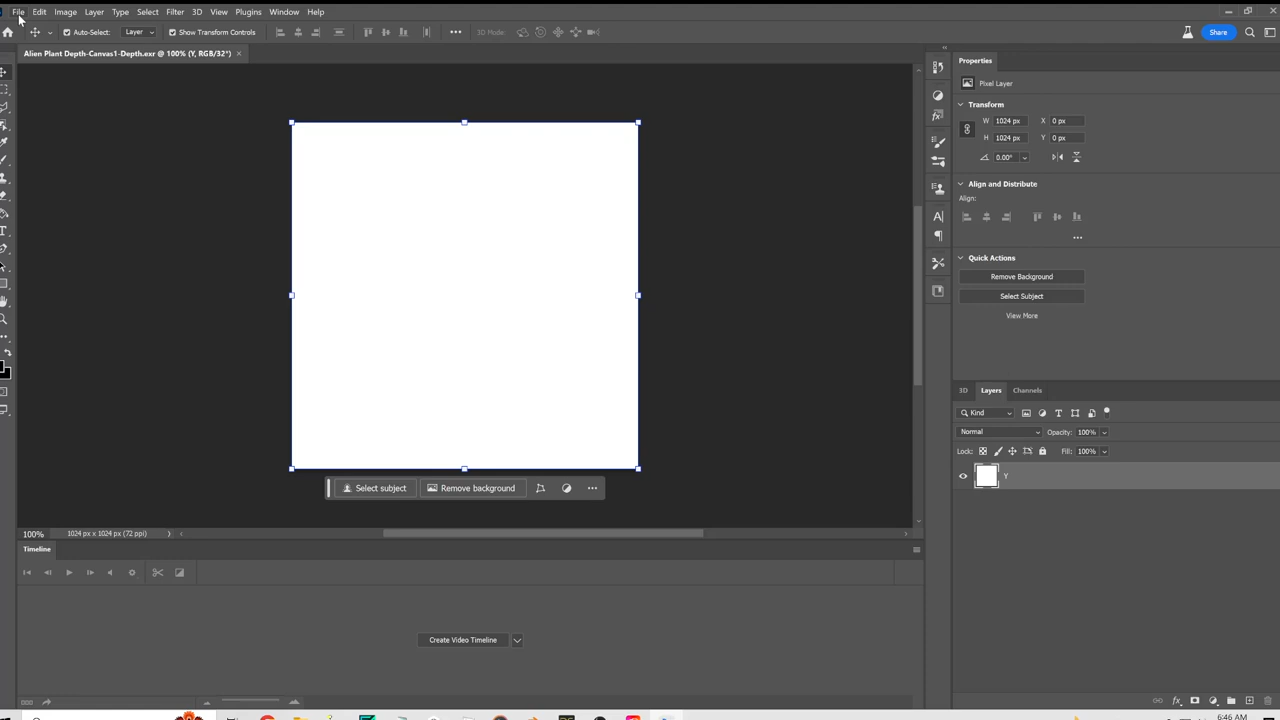 File Edit Image Layer Type Select Filter 3D View Plugins Window Help
Auto-Select: Layer Show Transform Controls 3D Mode: Share
Alien Plant Depth-Canvas1-Depth.exr @ 100% (Y, RGB/32*) ×
Properties
Pixel Layer
Transform
W 1024 px X 0 px
H 1024 px Y 0 px
0.00°
Align and Distribute
Align:
Quick Actions
Remove Background
Select Subject
View More
3D Layers Channels
Kind
Normal Opacity: 100%
Lock: Fill: 100%
Y
Select subject Remove background
100% 1024 px x 1024 px (72 ppi)
Timeline
Create Video Timeline
6:46 AM